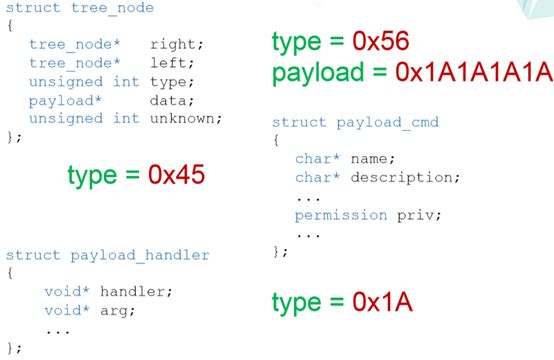 struct tree_node
{
tree_node* right;
tree_node* left;
unsigned int type;
payload* data;
unsigned int unknown;
};
type = 0x45
struct payload_handler
{
void* handler;
void* arg;
...
};
type = 0x56
payload = 0x1A1A1A1A
struct payload_cmd
{
char* name;
char* description;
...
permission priv;
...
};
type = 0x1A